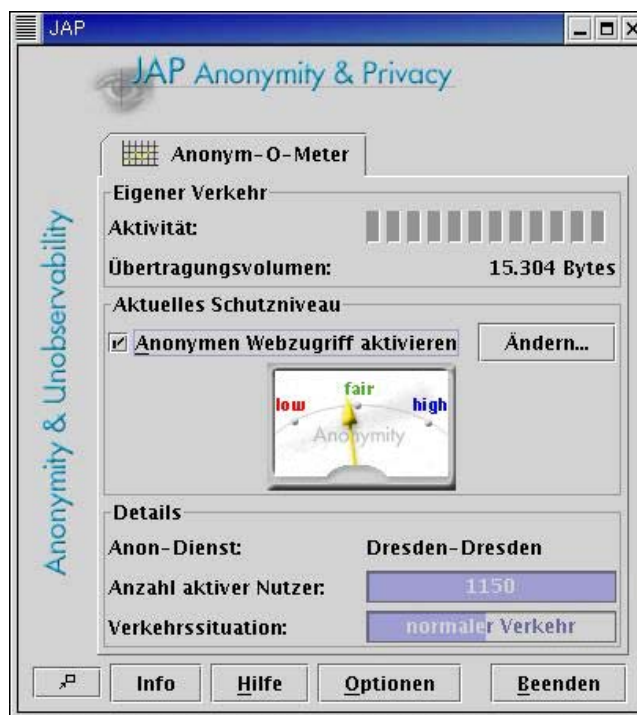 JAP
JAP Anonymity & Privacy
Anonymity & Unobservability
Anonym-O-Meter
Eigener Verkehr
Aktivität:
Übertragungsvolumen: 15.304 Bytes
Aktuelles Schutzniveau
Anonymen Webzugriff aktivieren Ändern...
low fair high
Anonymity
Details
Anon-Dienst: Dresden-Dresden
Anzahl aktiver Nutzer: 1150
Verkehrssituation: normaler Verkehr
Info Hilfe Optionen Beenden